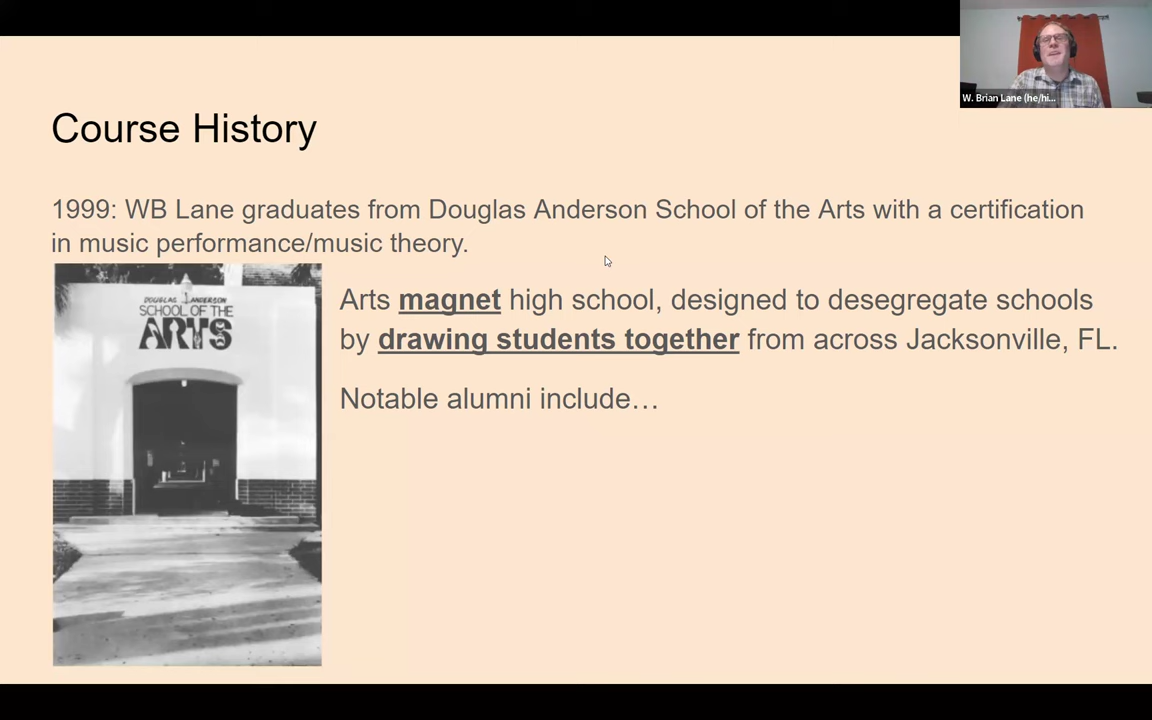 W. Brian Lane (he/hi...
Course History
1999: WB Lane graduates from Douglas Anderson School of the Arts with a certification
in music performance/music theory.
DOUGLAS ANDERSON
SCHOOL OF THE
ARTS
Arts magnet high school, designed to desegregate schools
by drawing students together from across Jacksonville, FL.
Notable alumni include…